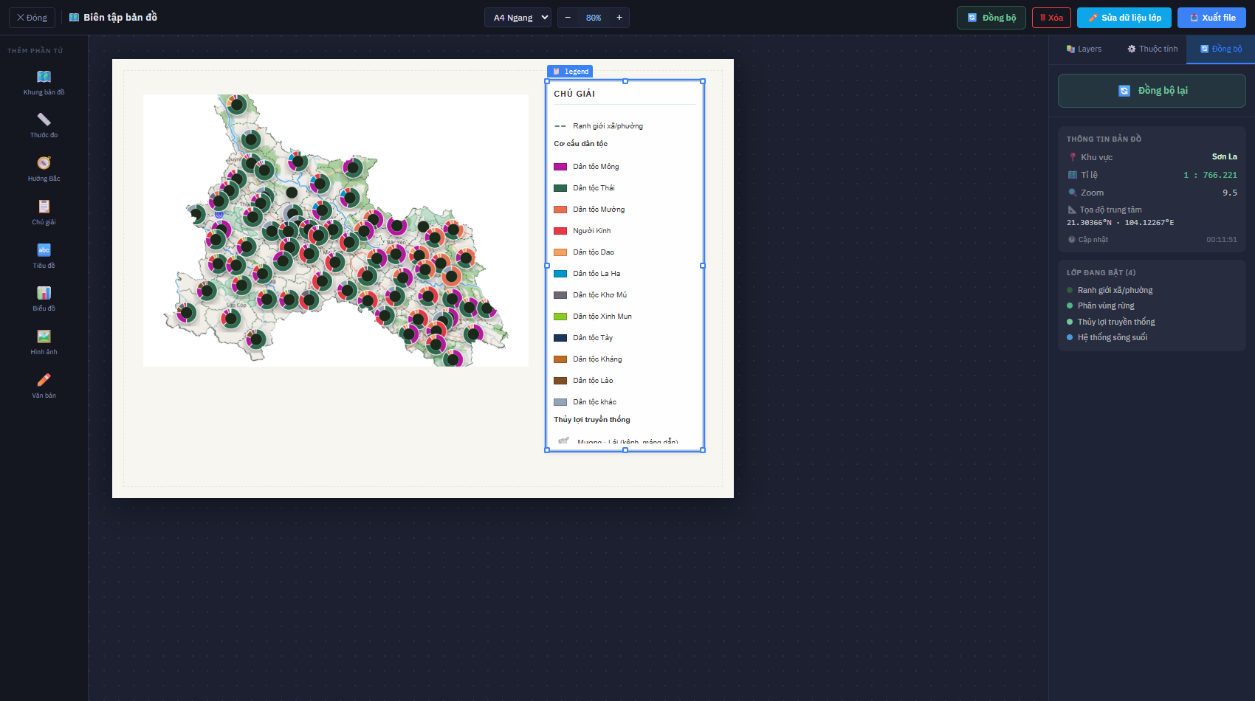 Đóng
Biên tập bản đồ
A4 Ngang
− 80% +
Đồng bộ
Xóa
Sửa dữ liệu lớp
Xuất file
THÊM PHẦN TỬ
Khung bản đồ
Thước đo
Hướng Bắc
Chú giải
Tiêu đề
Biểu đồ
Hình ảnh
Văn bản
legend
CHÚ GIẢI
Ranh giới xã/phường
Cơ cấu dân tộc
Dân tộc Mông
Dân tộc Thái
Dân tộc Mường
Người Kinh
Dân tộc Dao
Dân tộc La Ha
Dân tộc Khơ Mú
Dân tộc Xinh Mun
Dân tộc Tày
Dân tộc Kháng
Dân tộc Lào
Dân tộc khác
Thủy lợi truyền thống
Mương - Lái (kênh, máng dẫn)
Layers
Thuộc tính
Đồng bộ
Đồng bộ lại
THÔNG TIN BẢN ĐỒ
Khu vực Sơn La
Tỉ lệ 1 : 766.221
Zoom 9.5
Tọa độ trung tâm
21.30366°N · 104.12267°E
Cập nhật 00:11:51
LỚP ĐANG BẬT (4)
Ranh giới xã/phường
Phân vùng rừng
Thủy lợi truyền thống
Hệ thống sông suối